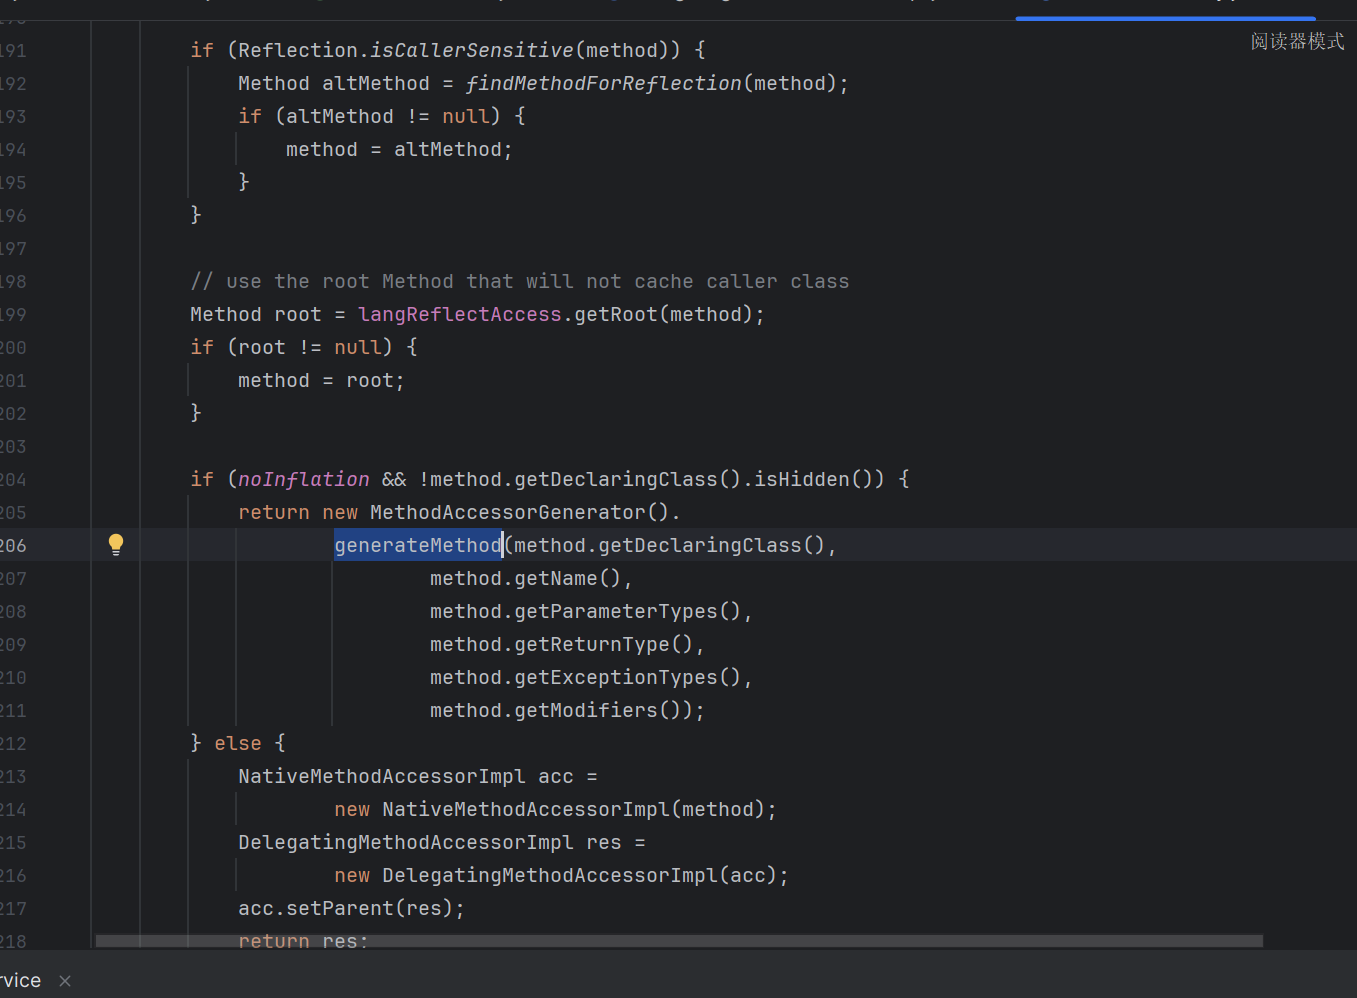 阅读器模式
191 if (Reflection.isCallerSensitive(method)) {
192 Method altMethod = findMethodForReflection(method);
193 if (altMethod != null) {
194 method = altMethod;
195 }
196 }
197
198 // use the root Method that will not cache caller class
199 Method root = langReflectAccess.getRoot(method);
200 if (root != null) {
201 method = root;
202 }
203
204 if (noInflation && !method.getDeclaringClass().isHidden()) {
205 return new MethodAccessorGenerator().
206 generateMethod(method.getDeclaringClass(),
207 method.getName(),
208 method.getParameterTypes(),
209 method.getReturnType(),
210 method.getExceptionTypes(),
211 method.getModifiers());
212 } else {
213 NativeMethodAccessorImpl acc =
214 new NativeMethodAccessorImpl(method);
215 DelegatingMethodAccessorImpl res =
216 new DelegatingMethodAccessorImpl(acc);
217 acc.setParent(res);
218 return res;
rvice ×